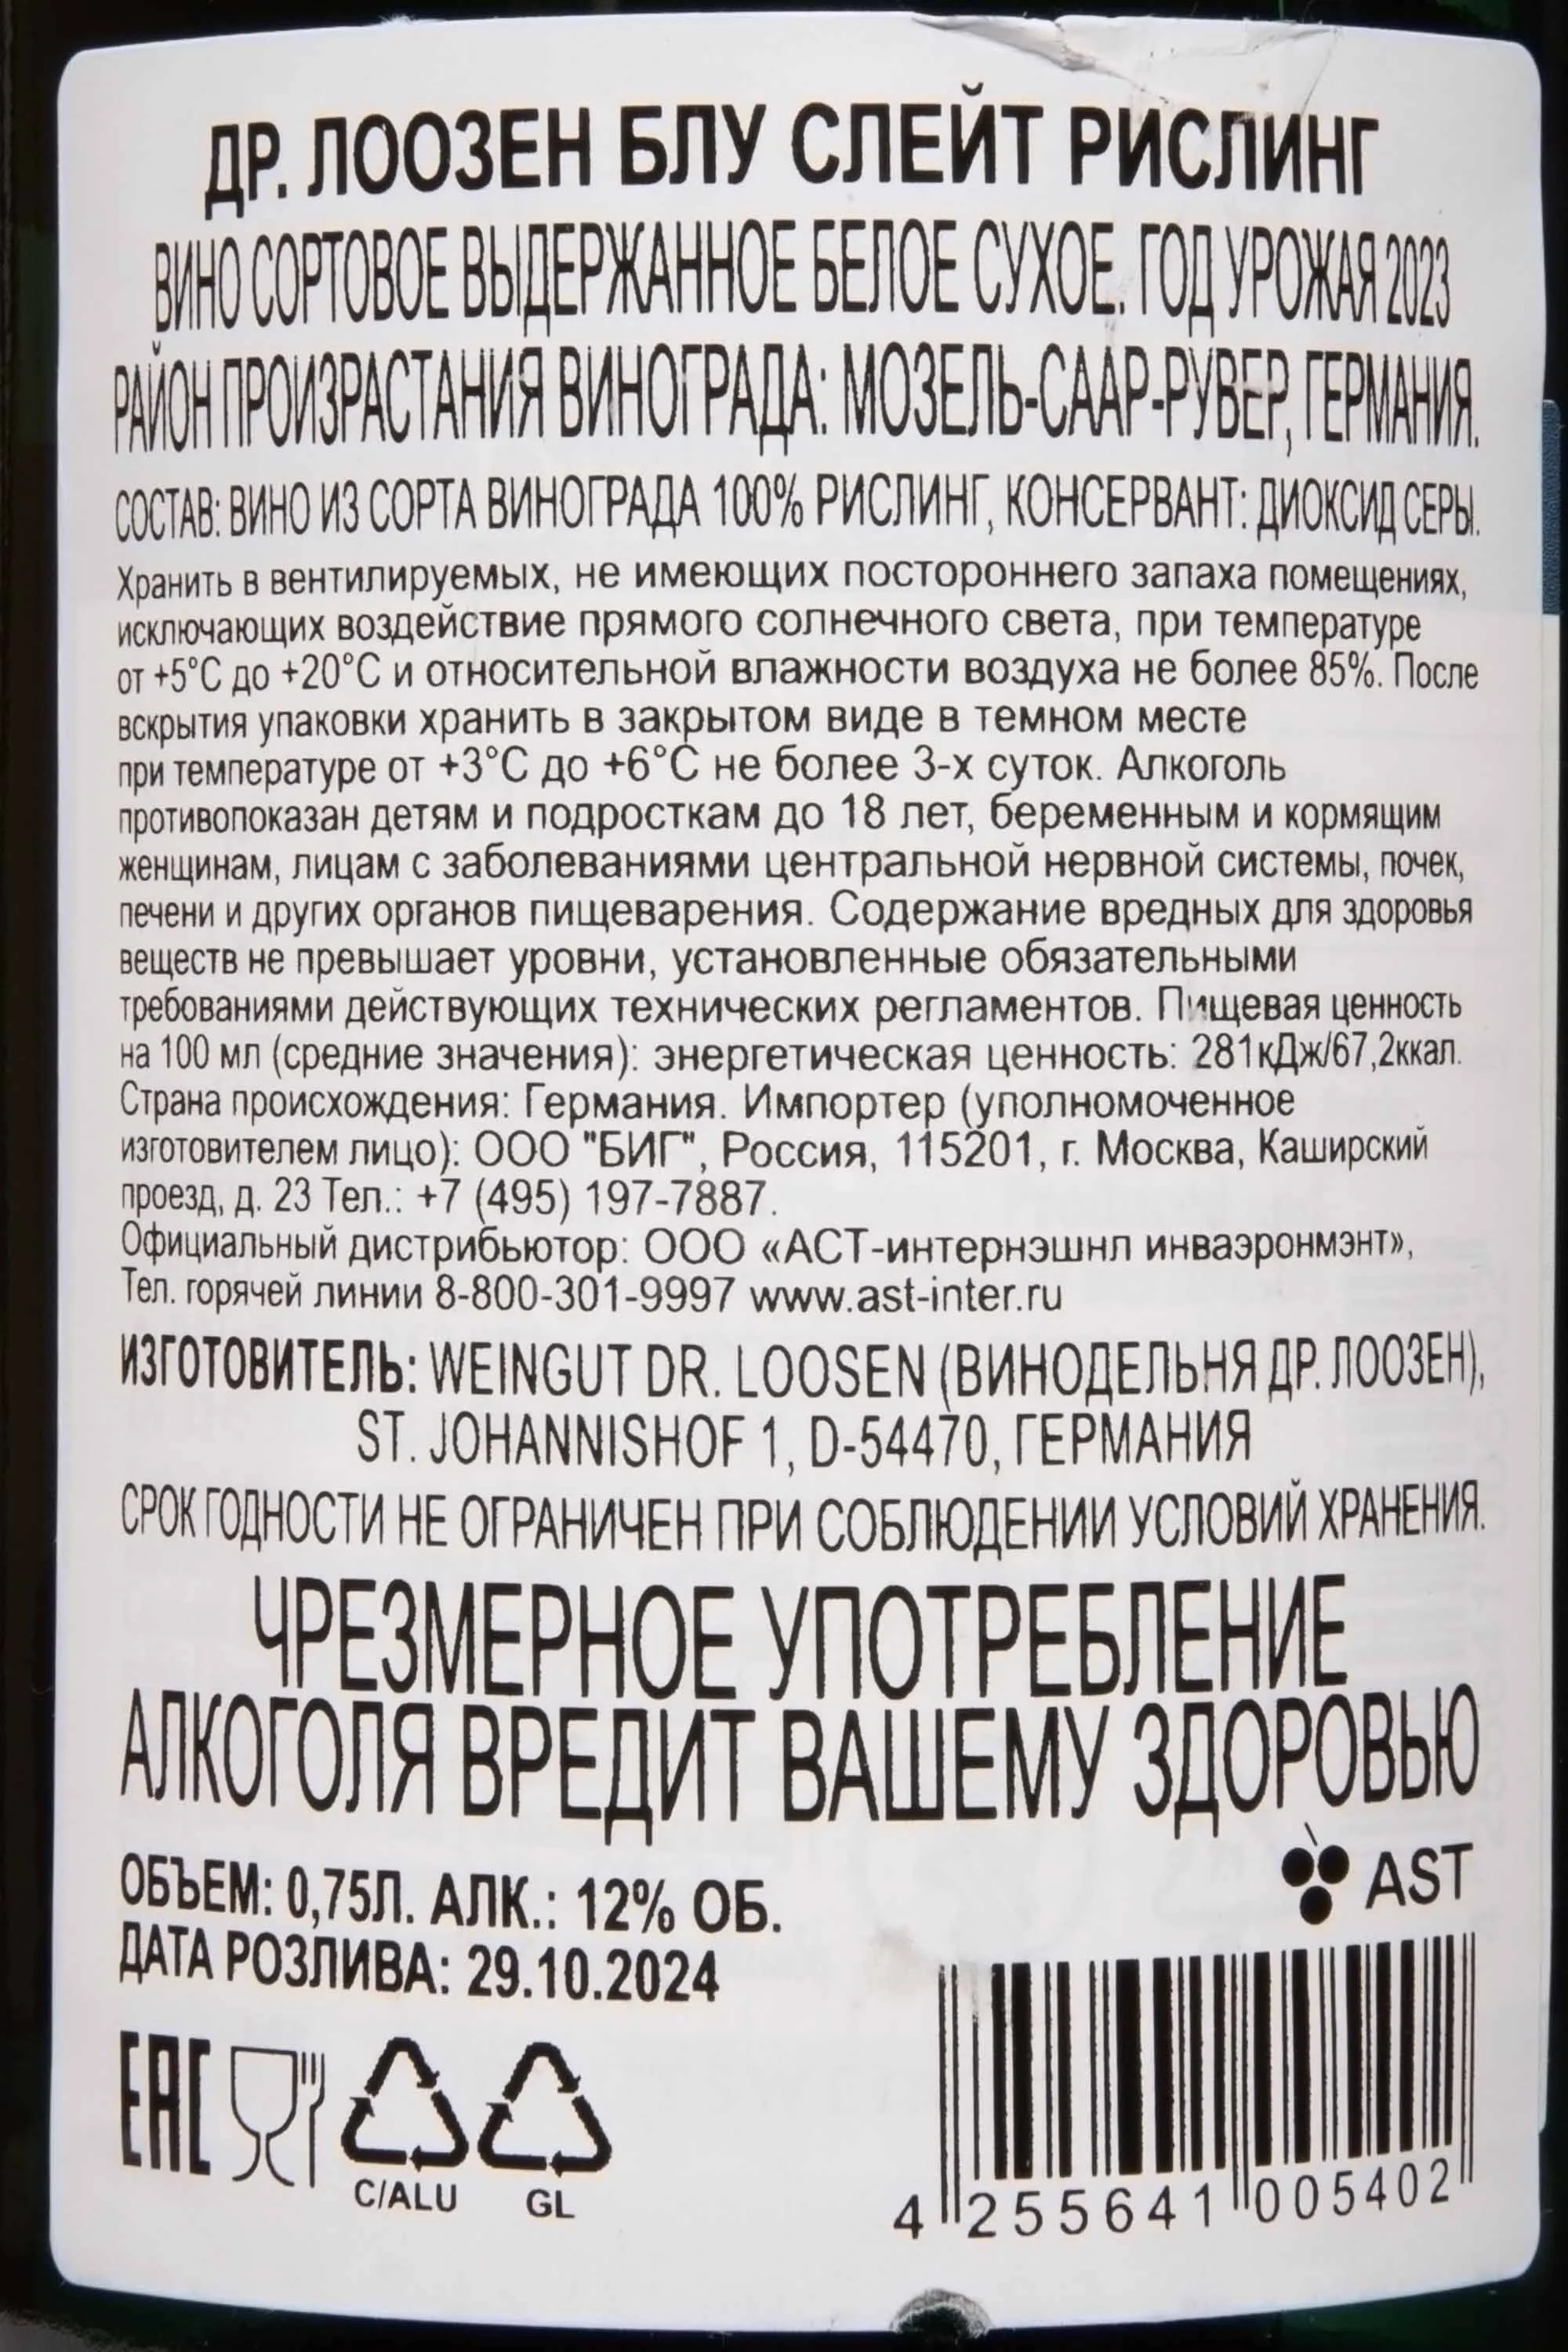 ДР. ЛООЗЕН БЛУ СЛЕЙТ РИСЛИНГ
ВИНО СОРТОВОЕ ВЫДЕРЖАННОЕ БЕЛОЕ СУХОЕ. ГОД УРОЖАЯ 2023
РАЙОН ПРОИЗРАСТАНИЯ ВИНОГРАДА: МОЗЕЛЬ-СААР-РУВЕР, ГЕРМАНИЯ.
СОСТАВ: ВИНО ИЗ СОРТА ВИНОГРАДА 100% РИСЛИНГ, КОНСЕРВАНТ: ДИОКСИД СЕРЫ.
Хранить в вентилируемых, не имеющих постороннего запаха помещениях,
исключающих воздействие прямого солнечного света, при температуре
от +5°C до +20°C и относительной влажности воздуха не более 85%. После
вскрытия упаковки хранить в закрытом виде в темном месте
при температуре от +3°C до +6°C не более 3-х суток. Алкоголь
противопоказан детям и подросткам до 18 лет, беременным и кормящим
женщинам, лицам с заболеваниями центральной нервной системы, почек,
печени и других органов пищеварения. Содержание вредных для здоровья
веществ не превышает уровни, установленные обязательными
требованиями действующих технических регламентов. Пищевая ценность
на 100 мл (средние значения): энергетическая ценность: 281кДж/67,2ккал.
Страна происхождения: Германия. Импортер (уполномоченное
изготовителем лицо): ООО "БИГ", Россия, 115201, г. Москва, Каширский
проезд, д. 23 Тел.: +7 (495) 197-7887.
Официальный дистрибьютор: ООО «АСТ-интернэшнл инваэронмэнт»,
Тел. горячей линии 8-800-301-9997 www.ast-inter.ru
ИЗГОТОВИТЕЛЬ: WEINGUT DR. LOOSEN (ВИНОДЕЛЬНЯ ДР. ЛООЗЕН),
ST. JOHANNISHOF 1, D-54470, ГЕРМАНИЯ
СРОК ГОДНОСТИ НЕ ОГРАНИЧЕН ПРИ СОБЛЮДЕНИИ УСЛОВИЙ ХРАНЕНИЯ.
ЧРЕЗМЕРНОЕ УПОТРЕБЛЕНИЕ
АЛКОГОЛЯ ВРЕДИТ ВАШЕМУ ЗДОРОВЬЮ
ОБЪЕМ: 0,75Л. АЛК.: 12% ОБ.
ДАТА РОЗЛИВА: 29.10.2024
AST
EAC
C/ALU GL
4 255641 005402